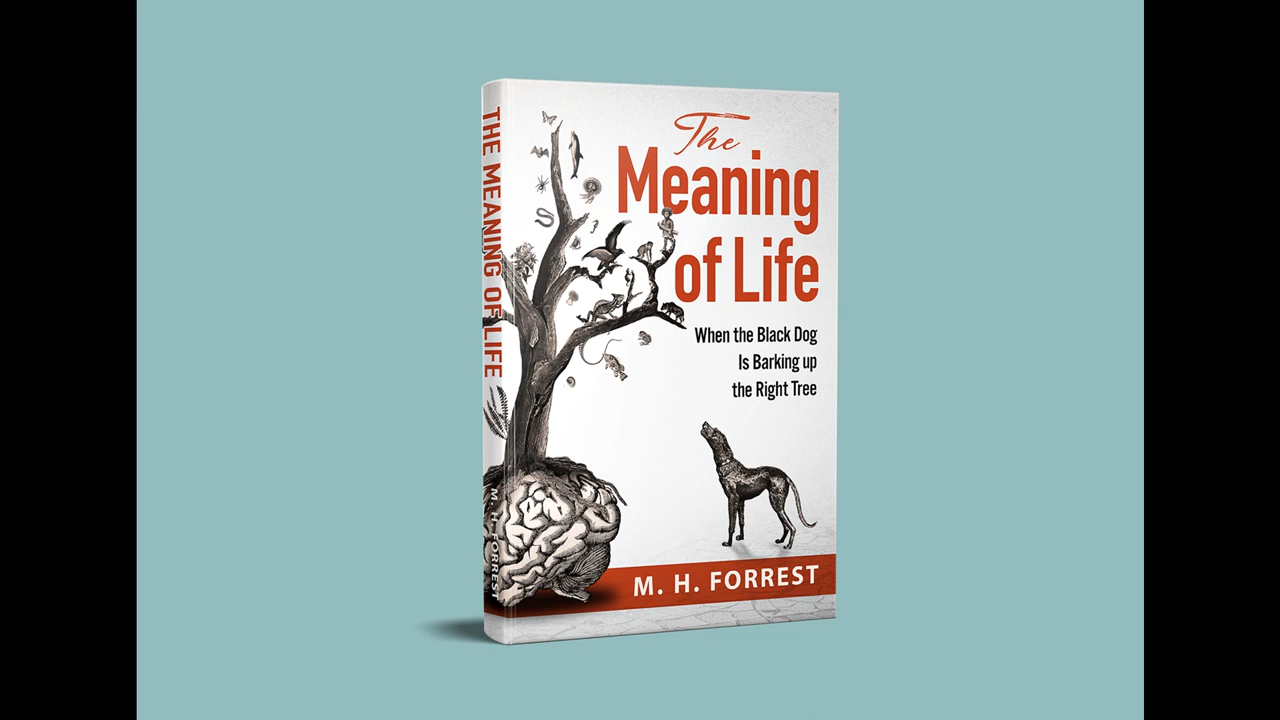 THE MEANING OF LIFE
M. H. FORREST
The
Meaning
of Life
When the Black Dog
Is Barking up
the Right Tree
M. H. FORREST